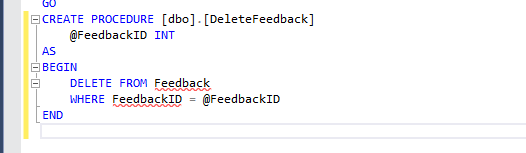 GO
CREATE PROCEDURE [dbo].[DeleteFeedback]
    @FeedbackID INT
AS
BEGIN
    DELETE FROM Feedback
    WHERE FeedbackID = @FeedbackID
END